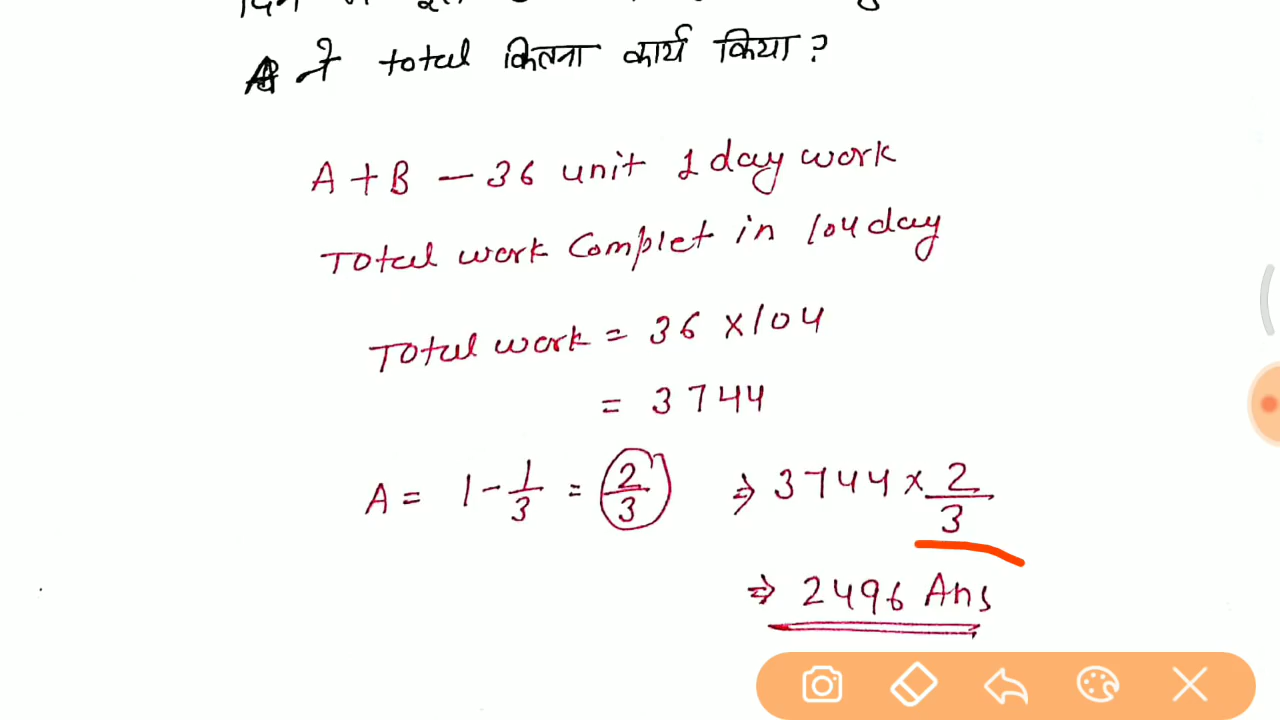 A ने total कितना कार्य किया?
A + B — 36 unit 1 day work
Total work Complet in 104 day
Total work = 36 × 104
= 3744
A = 1 - 1/3 = 2/3 ⇒ 3744 × 2/3
⇒ 2496 Ans